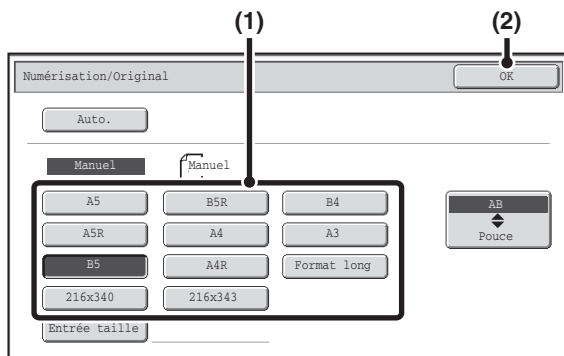 (1) (2)
Numérisation/Original OK
Auto.
Manuel Manuel
A5 B5R B4 AB
A5R A4 A3 Pouce
B5 A4R Format long
216x340 216x343
Entrée taille